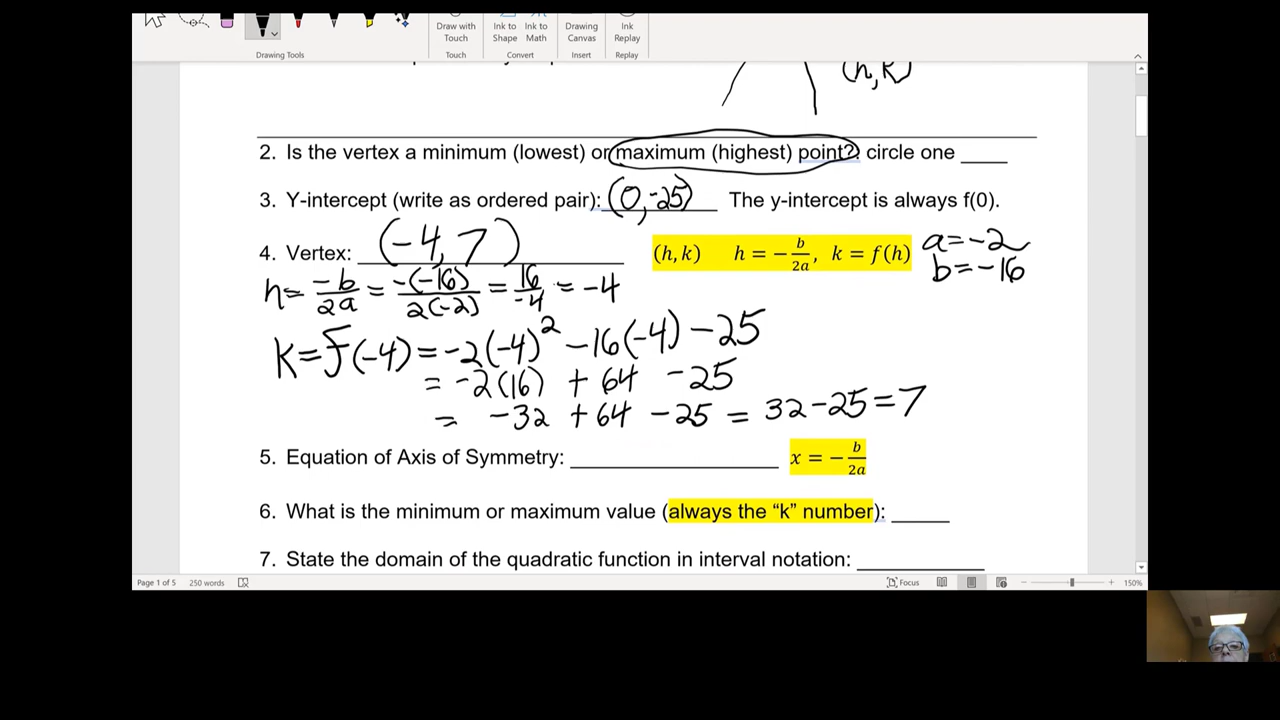 Draw with Touch
Ink to Shape
Ink to Math
Drawing Canvas
Ink Replay
Drawing Tools
Touch
Convert
Insert
Replay
(h, k)
2. Is the vertex a minimum (lowest) or maximum (highest) point?. circle one ____
3. Y-intercept (write as ordered pair): (0, -25) The y-intercept is always f(0).
4. Vertex: (-4, 7) (h, k) h = -b/2a, k = f(h) a = -2
b = -16
h = -b/2a = -(-16)/2(-2) = 16/-4 = -4
K = f(-4) = -2(-4)² - 16(-4) - 25
= -2(16) + 64 - 25
= -32 + 64 - 25 = 32 - 25 = 7
5. Equation of Axis of Symmetry: ____ x = -b/2a
6. What is the minimum or maximum value (always the “k” number): ____
7. State the domain of the quadratic function in interval notation: ____
Page 1 of 5 250 words Focus 150%